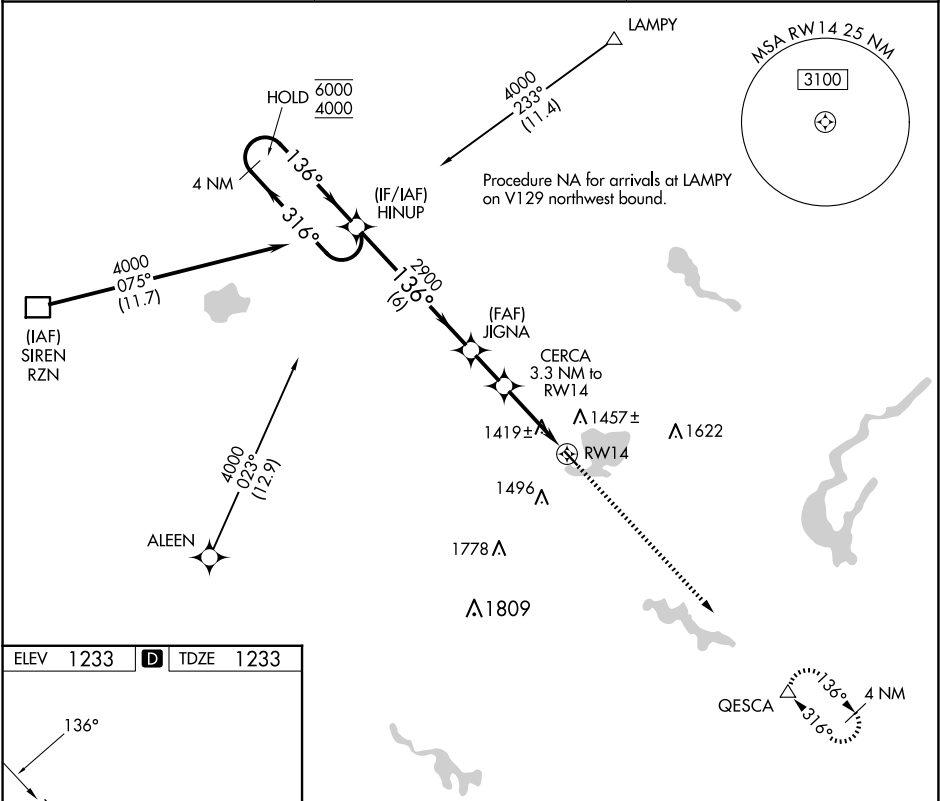 LAMPY
MSA RW14 25 NM
3100
4000
233°
(11.4)
HOLD
6000
4000
4 NM
136°
316°
(IF/IAF)
HINUP
Procedure NA for arrivals at LAMPY
on V129 northwest bound.
4000
075°
(11.7)
2900
136°
(6)
(IAF)
SIREN
RZN
(FAF)
JIGNA
CERCA
3.3 NM to
RW14
1419±
1457±
1622
RW14
1496
4000
023°
(12.9)
ALEEN
1778
1809
ELEV 1233 D TDZE 1233
136°
QESCA
136°
316°
4 NM